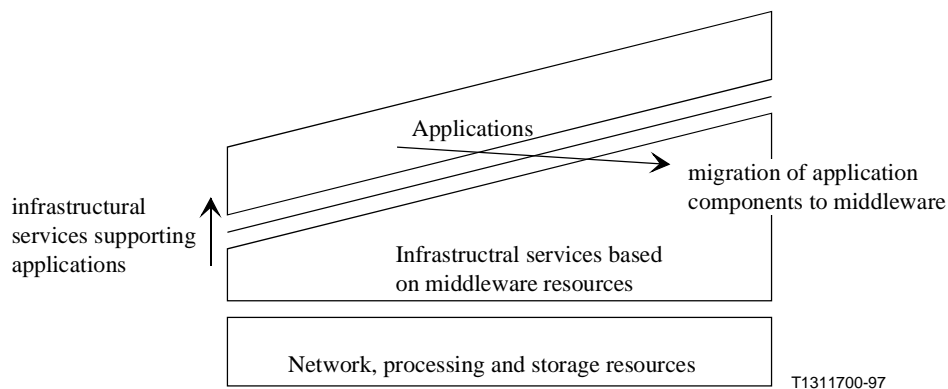 Applications
migration of application
components to middleware
infrastructural
services supporting
applications
Infrastructral services based
on middleware resources
Network, processing and storage resources
T1311700-97